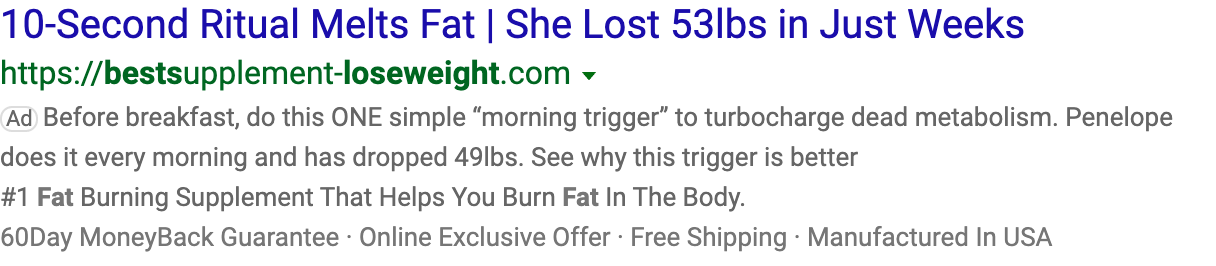 10-Second Ritual Melts Fat | She Lost 53lbs in Just Weeks
https://bestsupplement-loseweight.com
Ad Before breakfast, do this ONE simple “morning trigger” to turbocharge dead metabolism. Penelope
does it every morning and has dropped 49lbs. See why this trigger is better
#1 Fat Burning Supplement That Helps You Burn Fat In The Body.
60Day MoneyBack Guarantee · Online Exclusive Offer · Free Shipping · Manufactured In USA